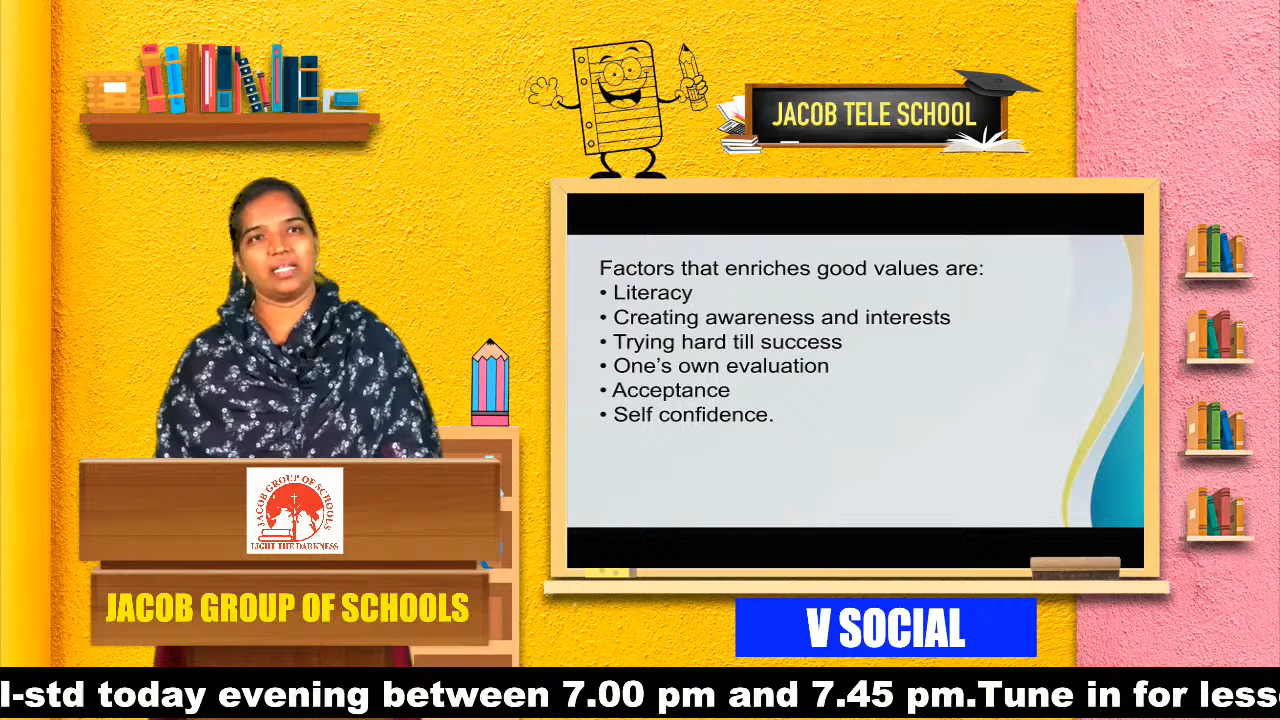 JACOB TELE SCHOOL
Factors that enriches good values are:
• Literacy
• Creating awareness and interests
• Trying hard till success
• One's own evaluation
• Acceptance
• Self confidence.
JACOB GROUP OF SCHOOLS
LIGHT THE DARKNESS
JACOB GROUP OF SCHOOLS
V SOCIAL
I-std today evening between 7.00 pm and 7.45 pm.Tune in for less